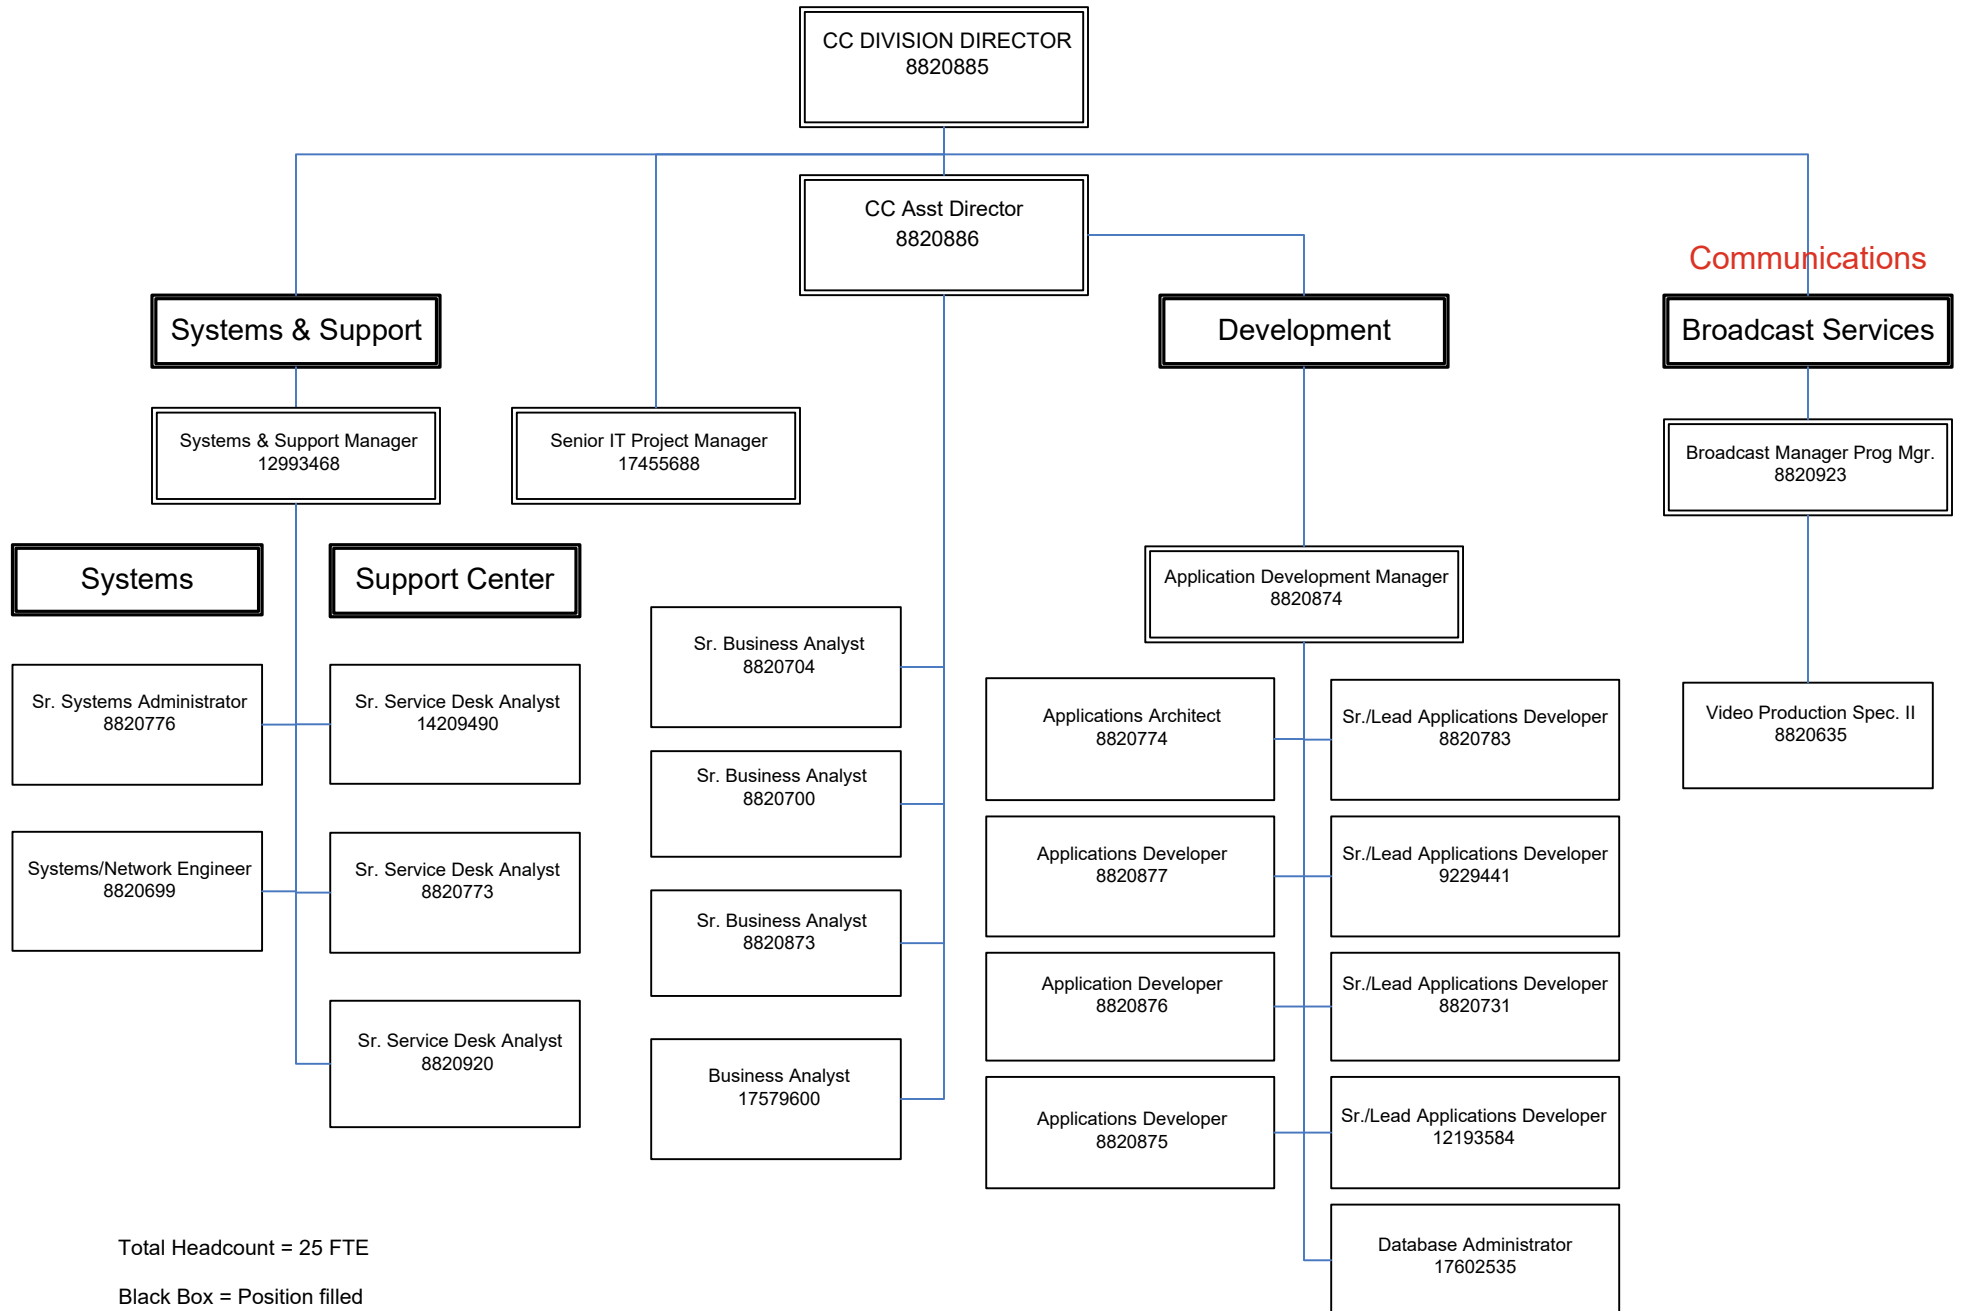 CC DIVISION DIRECTOR
8820885
CC Asst Director
8820886
Communications
Systems & Support
Development
Broadcast Services
Systems & Support Manager
12993468
Senior IT Project Manager
17455688
Broadcast Manager Prog Mgr.
8820923
Systems
Support Center
Application Development Manager
8820874
Sr. Business Analyst
8820704
Sr. Systems Administrator
8820776
Sr. Service Desk Analyst
14209490
Applications Architect
8820774
Sr./Lead Applications Developer
8820783
Video Production Spec. II
8820635
Sr. Business Analyst
8820700
Systems/Network Engineer
8820699
Sr. Service Desk Analyst
8820773
Applications Developer
8820877
Sr./Lead Applications Developer
9229441
Sr. Business Analyst
8820873
Application Developer
8820876
Sr./Lead Applications Developer
8820731
Sr. Service Desk Analyst
8820920
Business Analyst
17579600
Applications Developer
8820875
Sr./Lead Applications Developer
12193584
Database Administrator
17602535
Total Headcount = 25 FTE
Black Box = Position filled